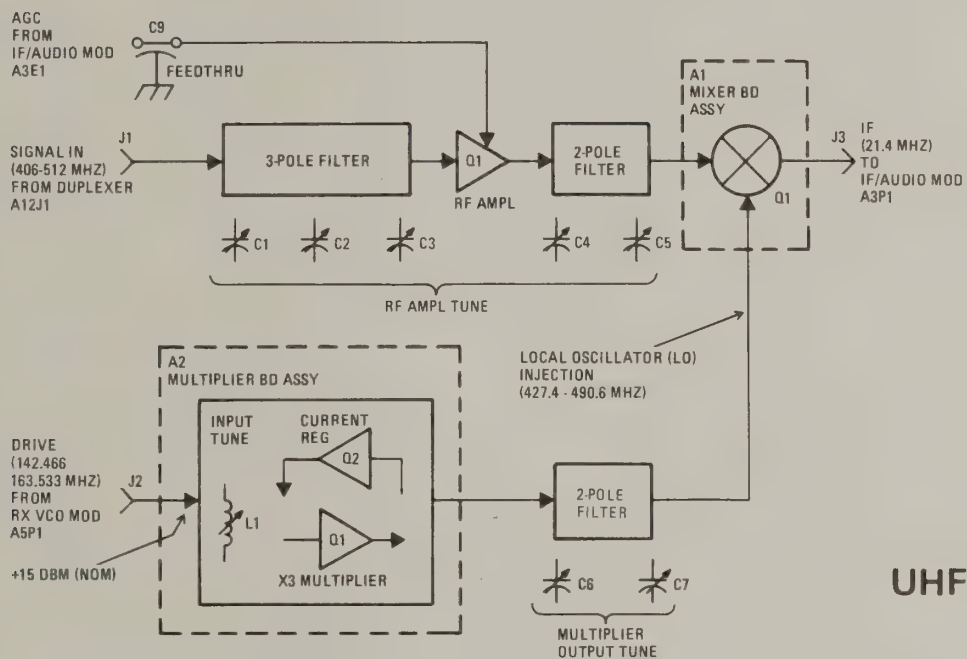 AGC
FROM
IF/AUDIO MOD
A3E1
C9
FEEDTHRU
SIGNAL IN
(406-512 MHZ)
FROM DUPLEXER
A12J1
J1
3-POLE FILTER
Q1
RF AMPL
2-POLE
FILTER
A1
MIXER BD
ASSY
Q1
J3
IF
(21.4 MHZ)
TO
IF/AUDIO MOD
A3P1
C1
C2
C3
C4
C5
RF AMPL TUNE
LOCAL OSCILLATOR (LO)
INJECTION
(427.4 - 490.6 MHZ)
A2
MULTIPLIER BD ASSY
INPUT
TUNE
CURRENT
REG
Q2
L1
Q1
X3 MULTIPLIER
DRIVE
(142.466
163.533 MHZ)
FROM
RX VCO MOD
A5P1
J2
+15 DBM (NOM)
2-POLE
FILTER
C6
C7
MULTIPLIER
OUTPUT TUNE
UHF